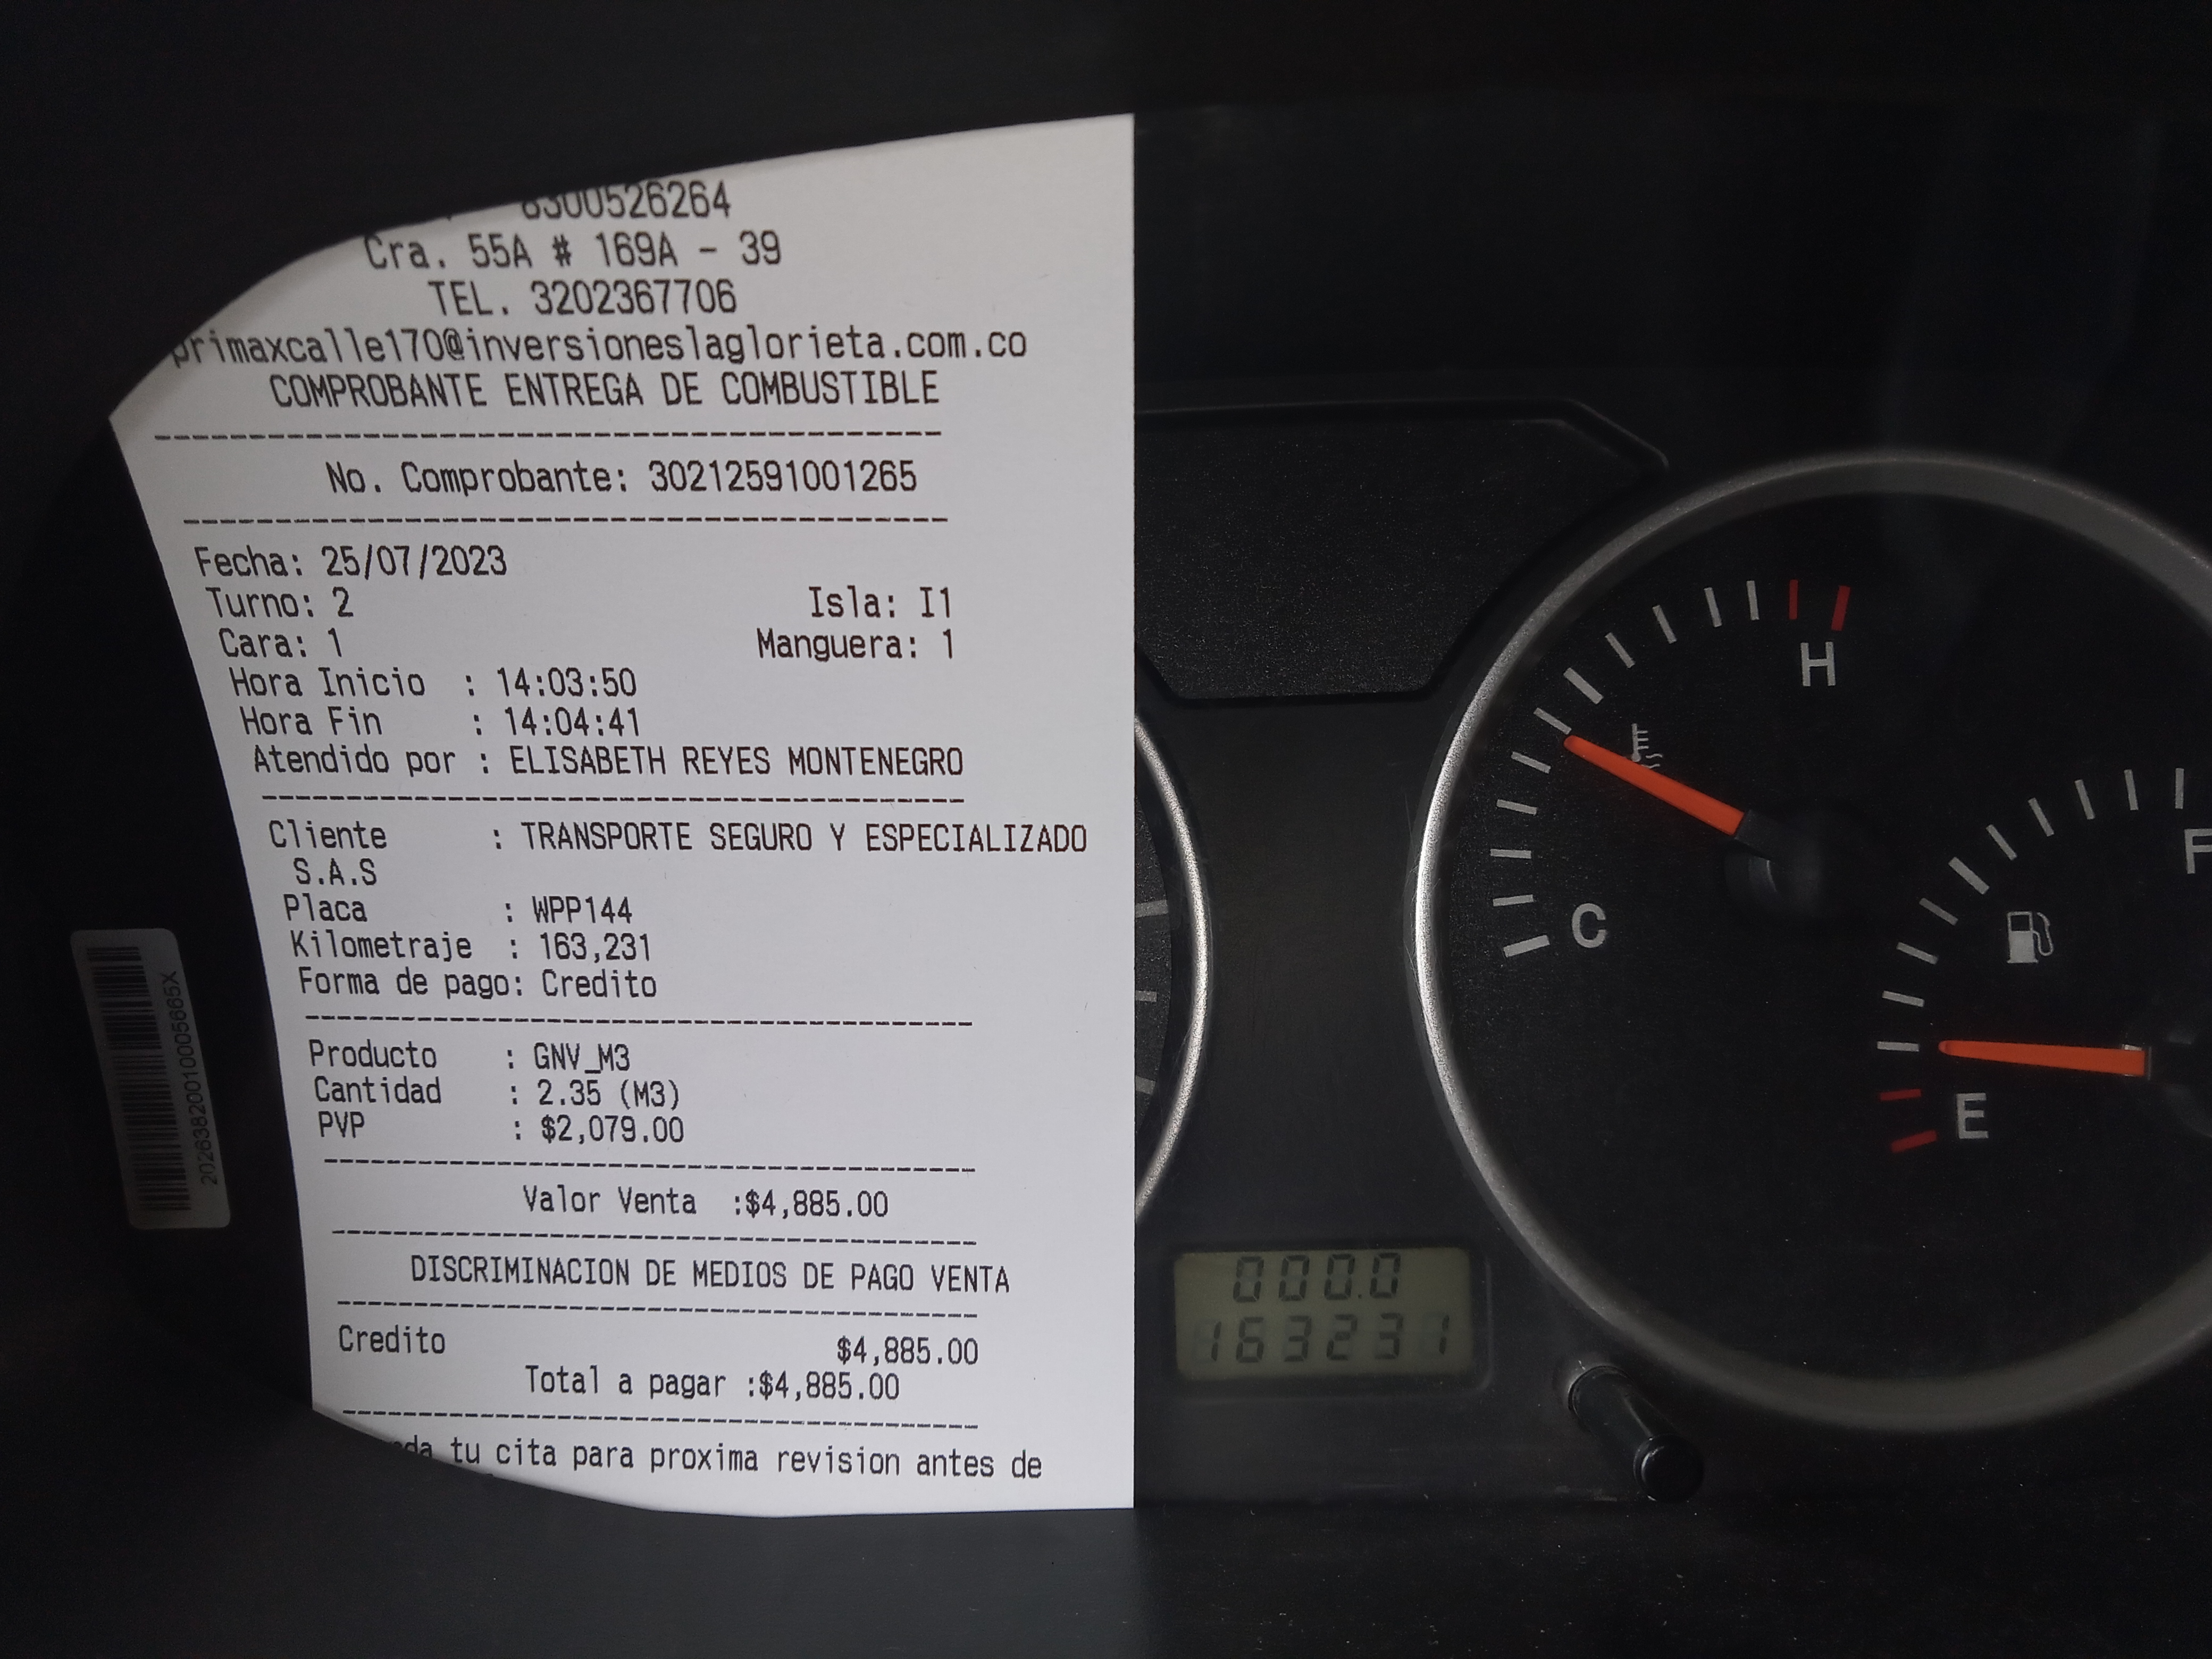 8300526264
Cra. 55A # 169A - 39
TEL. 3202367706
primaxcalle170@inversioneslaglorieta.com.co
COMPROBANTE ENTREGA DE COMBUSTIBLE
No. Comprobante: 30212591001265
Fecha: 25/07/2023
Turno: 2 Isla: I1
Cara: 1 Manguera: 1
Hora Inicio : 14:03:50
Hora Fin : 14:04:41
Atendido por : ELISABETH REYES MONTENEGRO
Cliente : TRANSPORTE SEGURO Y ESPECIALIZADO
S.A.S
Placa : WPP144
Kilometraje : 163,231
Forma de pago: Credito
Producto : GNV_M3
Cantidad : 2.35 (M3)
PVP : $2,079.00
Valor Venta :$4,885.00
DISCRIMINACION DE MEDIOS DE PAGO VENTA
Credito $4,885.00
Total a pagar :$4,885.00
tu cita para proxima revision antes de
202638200100005665X
H
C
F
E
000.0
163231